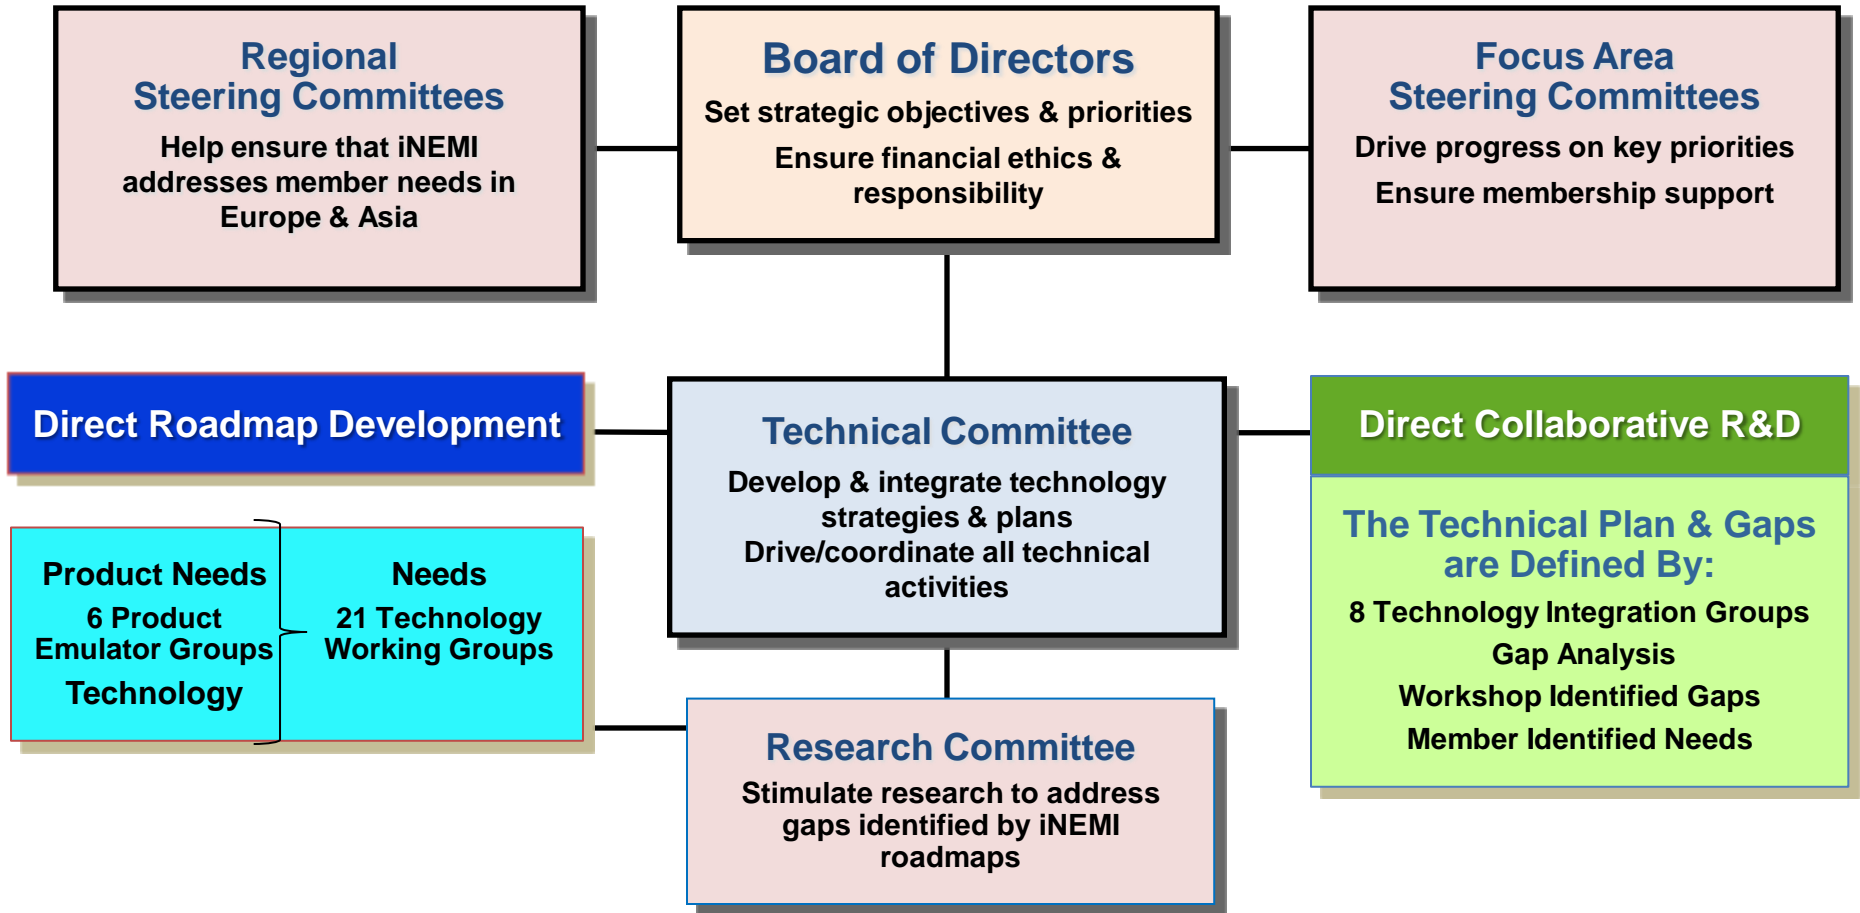 Regional
Steering Committees
Help ensure that iNEMI
addresses member needs in
Europe & Asia
Board of Directors
Set strategic objectives & priorities
Ensure financial ethics &
responsibility
Focus Area
Steering Committees
Drive progress on key priorities
Ensure membership support
Direct Roadmap Development
Product Needs
6 Product
Emulator Groups
Technology
Needs
21 Technology
Working Groups
Technical Committee
Develop & integrate technology
strategies & plans
Drive/coordinate all technical
activities
Direct Collaborative R&D
The Technical Plan & Gaps
are Defined By:
8 Technology Integration Groups
Gap Analysis
Workshop Identified Gaps
Member Identified Needs
Research Committee
Stimulate research to address
gaps identified by iNEMI
roadmaps